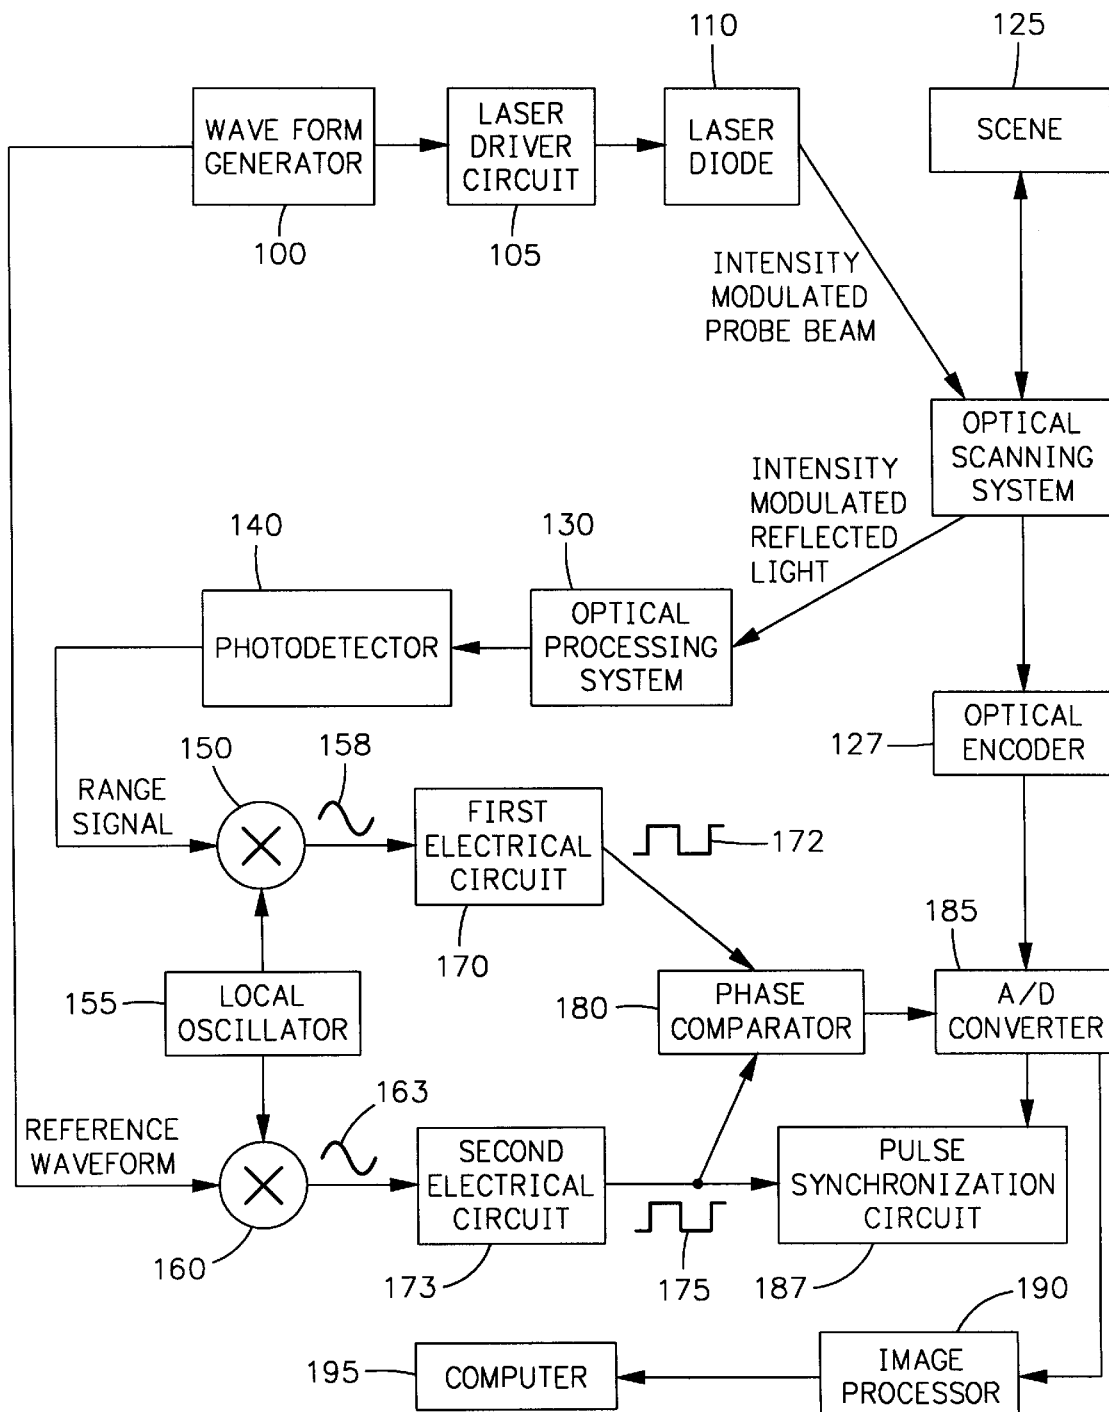 110
125
WAVE FORM
GENERATOR
LASER
DRIVER
CIRCUIT
LASER
DIODE
SCENE
100
105
INTENSITY
MODULATED
PROBE BEAM
OPTICAL
SCANNING
SYSTEM
INTENSITY
MODULATED
REFLECTED
LIGHT
140
130
PHOTODETECTOR
OPTICAL
PROCESSING
SYSTEM
OPTICAL
ENCODER
127
150
158
RANGE
SIGNAL
FIRST
ELECTRICAL
CIRCUIT
172
170
185
155
LOCAL
OSCILLATOR
180
PHASE
COMPARATOR
A/D
CONVERTER
163
REFERENCE
WAVEFORM
SECOND
ELECTRICAL
CIRCUIT
PULSE
SYNCHRONIZATION
CIRCUIT
160
173
175
187
190
195
COMPUTER
IMAGE
PROCESSOR